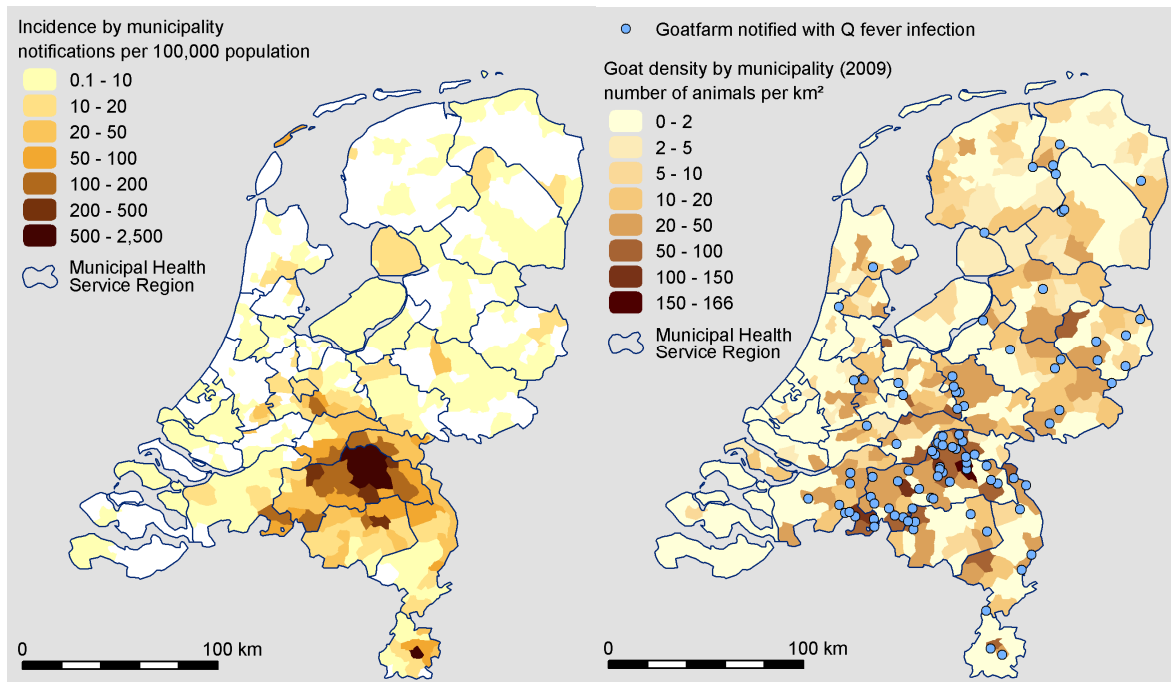 Incidence by municipality
notifications per 100,000 population
0.1 - 10
10 - 20
20 - 50
50 - 100
100 - 200
200 - 500
500 - 2,500
Municipal Health
Service Region
0 100 km
Goatfarm notified with Q fever infection
Goat density by municipality (2009)
number of animals per km²
0 - 2
2 - 5
5 - 10
10 - 20
20 - 50
50 - 100
100 - 150
150 - 166
Municipal Health
Service Region
0 100 km